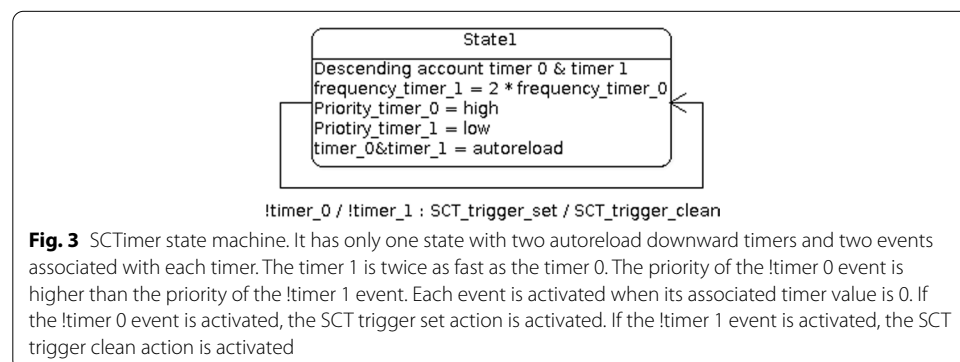 State1
Descending account timer 0 & timer 1
frequency_timer_1 = 2 * frequency_timer_0
Priority_timer_0 = high
Priotiry_timer_1 = low
timer_0&timer_1 = autoreload
!timer_0 / !timer_1 : SCT_trigger_set / SCT_trigger_clean
Fig. 3 SCTimer state machine. It has only one state with two autoreload downward timers and two events
associated with each timer. The timer 1 is twice as fast as the timer 0. The priority of the !timer 0 event is
higher than the priority of the !timer 1 event. Each event is activated when its associated timer value is 0. If
the !timer 0 event is activated, the SCT trigger set action is activated. If the !timer 1 event is activated, the SCT
trigger clean action is activated